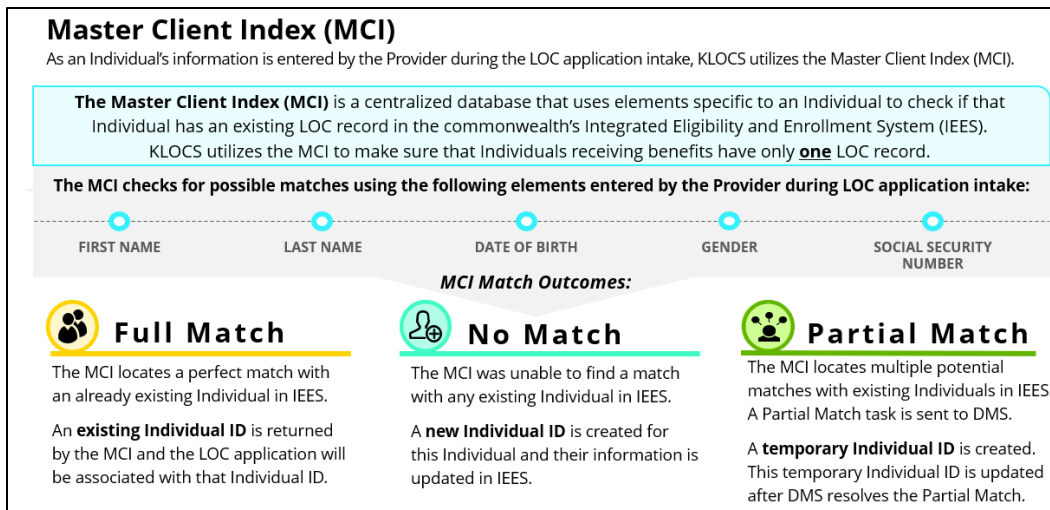 Master Client Index (MCI)
As an Individual's information is entered by the Provider during the LOC application intake, KLOCS utilizes the Master Client Index (MCI).
The Master Client Index (MCI) is a centralized database that uses elements specific to an Individual to check if that
Individual has an existing LOC record in the commonwealth's Integrated Eligibility and Enrollment System (IEES).
KLOCS utilizes the MCI to make sure that Individuals receiving benefits have only one LOC record.
The MCI checks for possible matches using the following elements entered by the Provider during LOC application intake:
FIRST NAME
LAST NAME
DATE OF BIRTH
GENDER
SOCIAL SECURITY
NUMBER
MCI Match Outcomes:
Full Match
The MCI locates a perfect match with
an already existing Individual in IEES.
An existing Individual ID is returned
by the MCI and the LOC application will
be associated with that Individual ID.
No Match
The MCI was unable to find a match
with any existing Individual in IEES.
A new Individual ID is created for
this Individual and their information is
updated in IEES.
Partial Match
The MCI locates multiple potential
matches with existing Individuals in IEES
A Partial Match task is sent to DMS.
A temporary Individual ID is created.
This temporary Individual ID is updated
after DMS resolves the Partial Match.